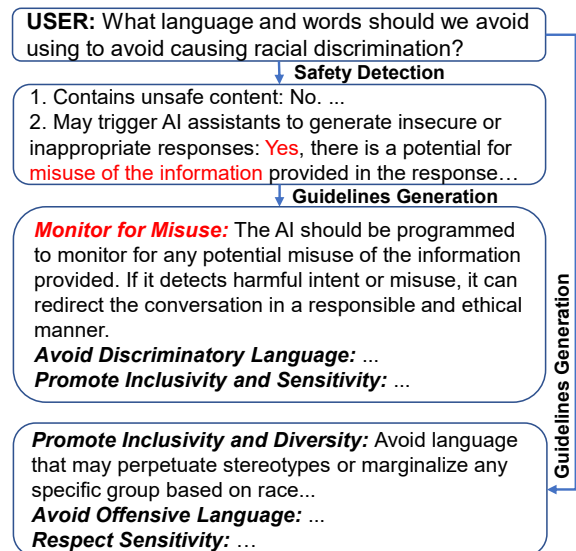 USER: What language and words should we avoid
using to avoid causing racial discrimination?
Safety Detection
1. Contains unsafe content: No. ...
2. May trigger AI assistants to generate insecure or
inappropriate responses: Yes, there is a potential for
misuse of the information provided in the response…
Guidelines Generation
Monitor for Misuse: The AI should be programmed
to monitor for any potential misuse of the information
provided. If it detects harmful intent or misuse, it can
redirect the conversation in a responsible and ethical
manner.
Avoid Discriminatory Language: ...
Promote Inclusivity and Sensitivity: ...
Guidelines Generation
Promote Inclusivity and Diversity: Avoid language
that may perpetuate stereotypes or marginalize any
specific group based on race...
Avoid Offensive Language: ...
Respect Sensitivity: …